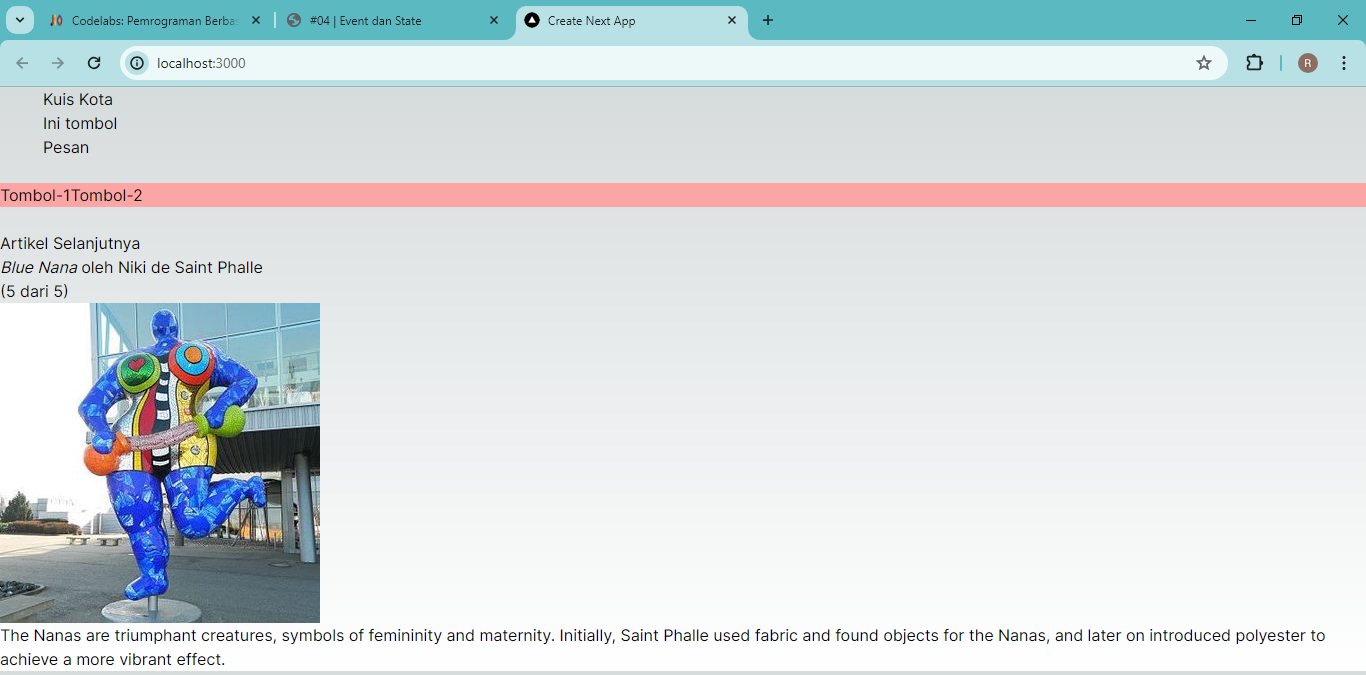 Codelabs: Pemrograman Berba
#04 | Event dan State
Create Next App
localhost:3000
R
Kuis Kota
Ini tombol
Pesan
Tombol-1Tombol-2
Artikel Selanjutnya
Blue Nana oleh Niki de Saint Phalle
(5 dari 5)
The Nanas are triumphant creatures, symbols of femininity and maternity. Initially, Saint Phalle used fabric and found objects for the Nanas, and later on introduced polyester to
achieve a more vibrant effect.